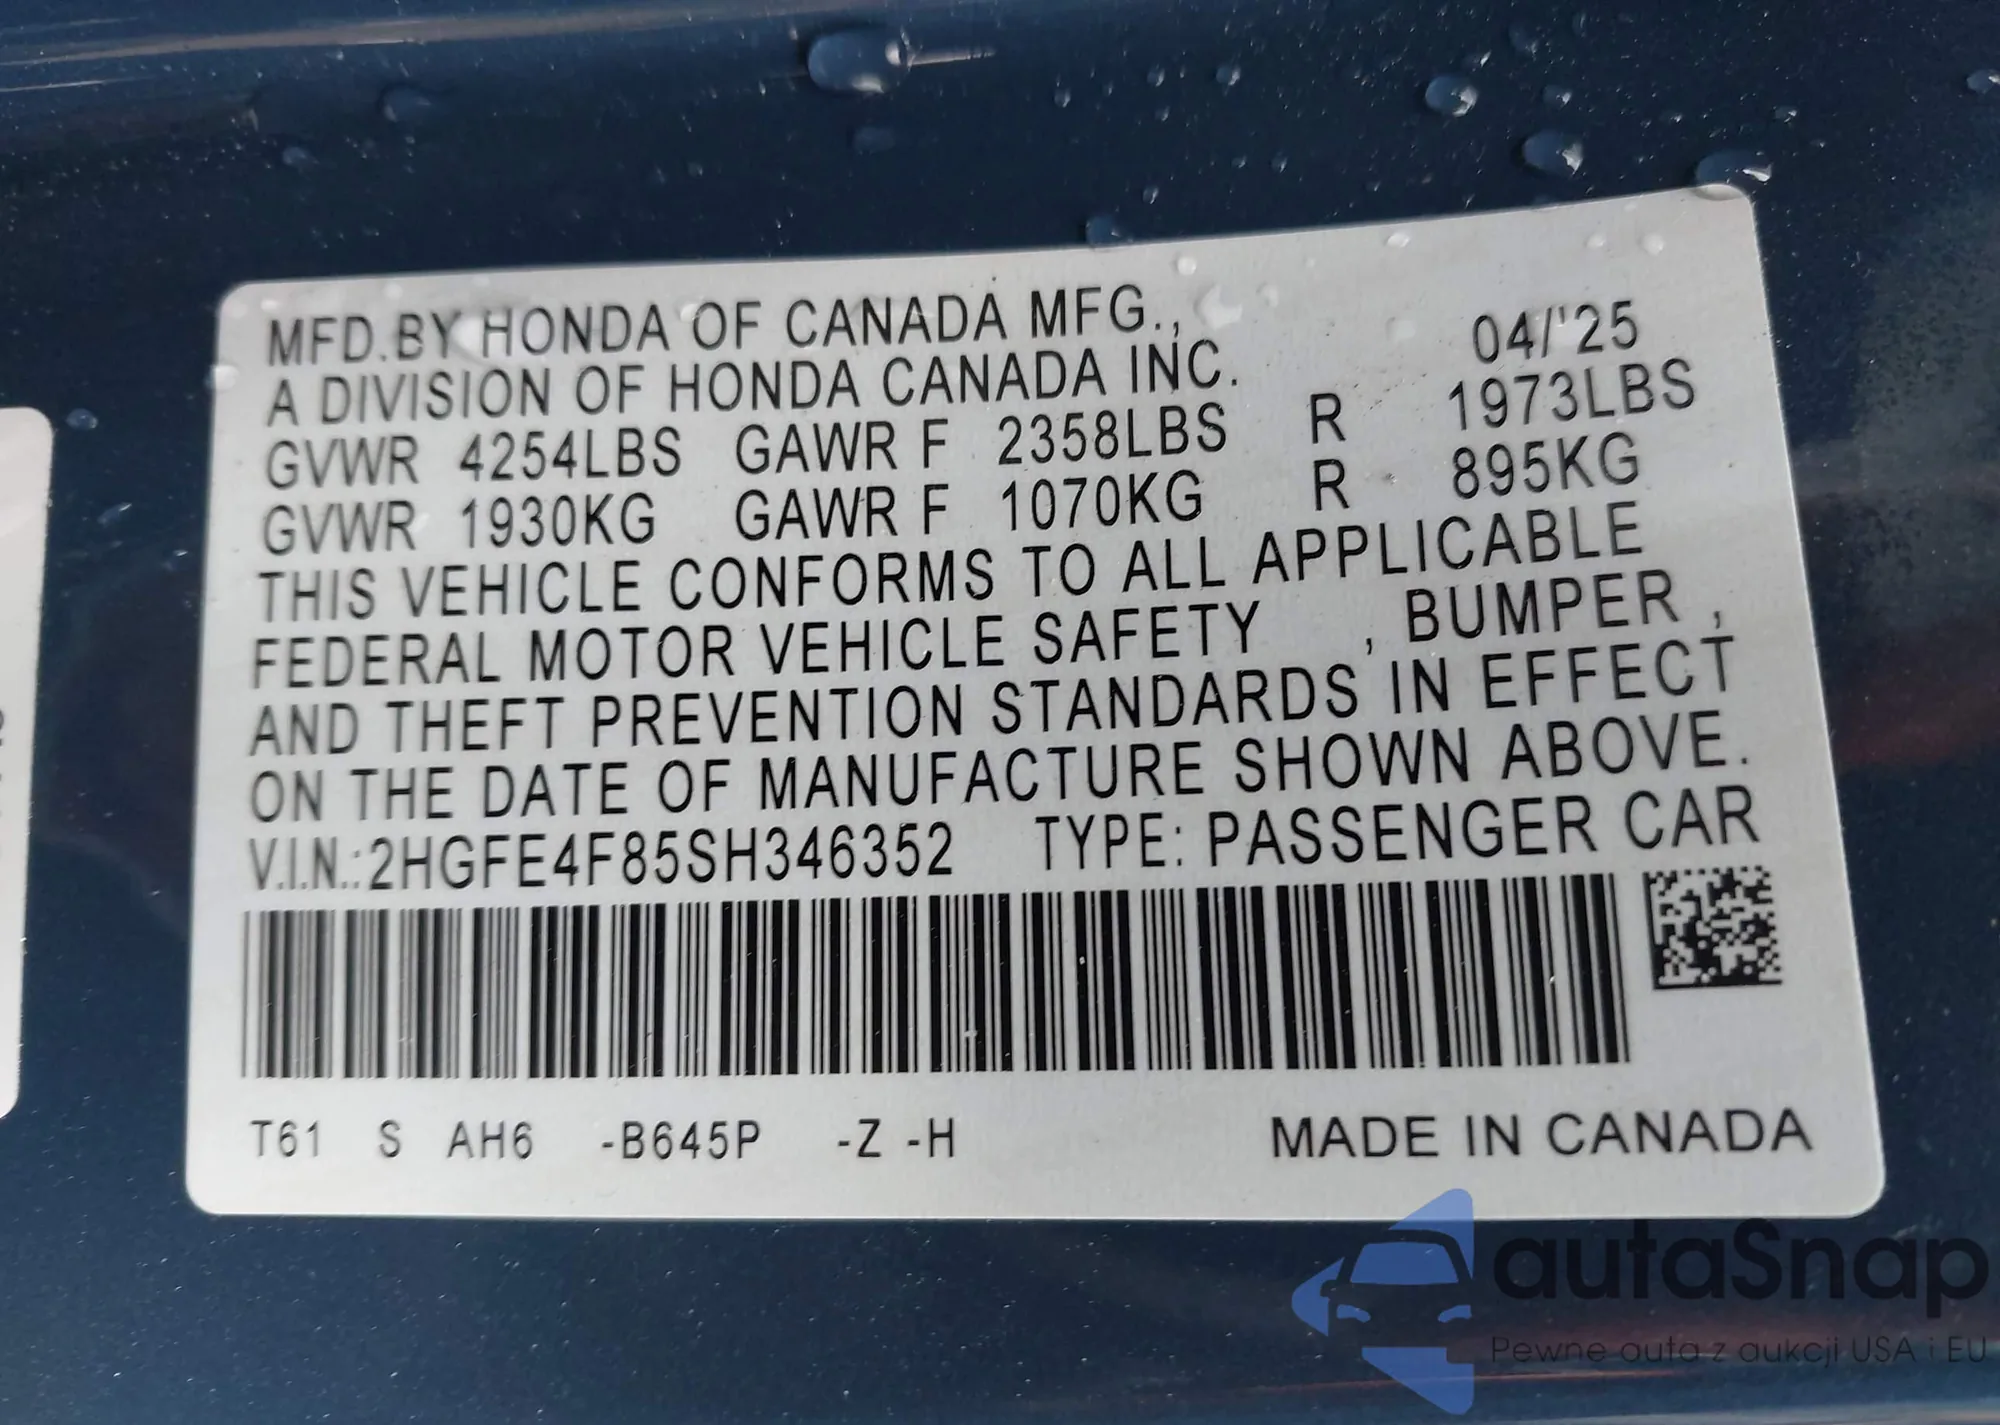 MFD.BY HONDA OF CANADA MFG.,
A DIVISION OF HONDA CANADA INC. 04/'25
GVWR 4254LBS GAWR F 2358LBS R 1973LBS
GVWR 1930KG GAWR F 1070KG R 895KG
THIS VEHICLE CONFORMS TO ALL APPLICABLE
FEDERAL MOTOR VEHICLE SAFETY , BUMPER ,
AND THEFT PREVENTION STANDARDS IN EFFECT
ON THE DATE OF MANUFACTURE SHOWN ABOVE.
V.I.N.:2HGFE4F85SH346352 TYPE: PASSENGER CAR
T61 S AH6 -B645P -Z -H MADE IN CANADA
autaSnap
Pewne auta z aukcji USA i EU